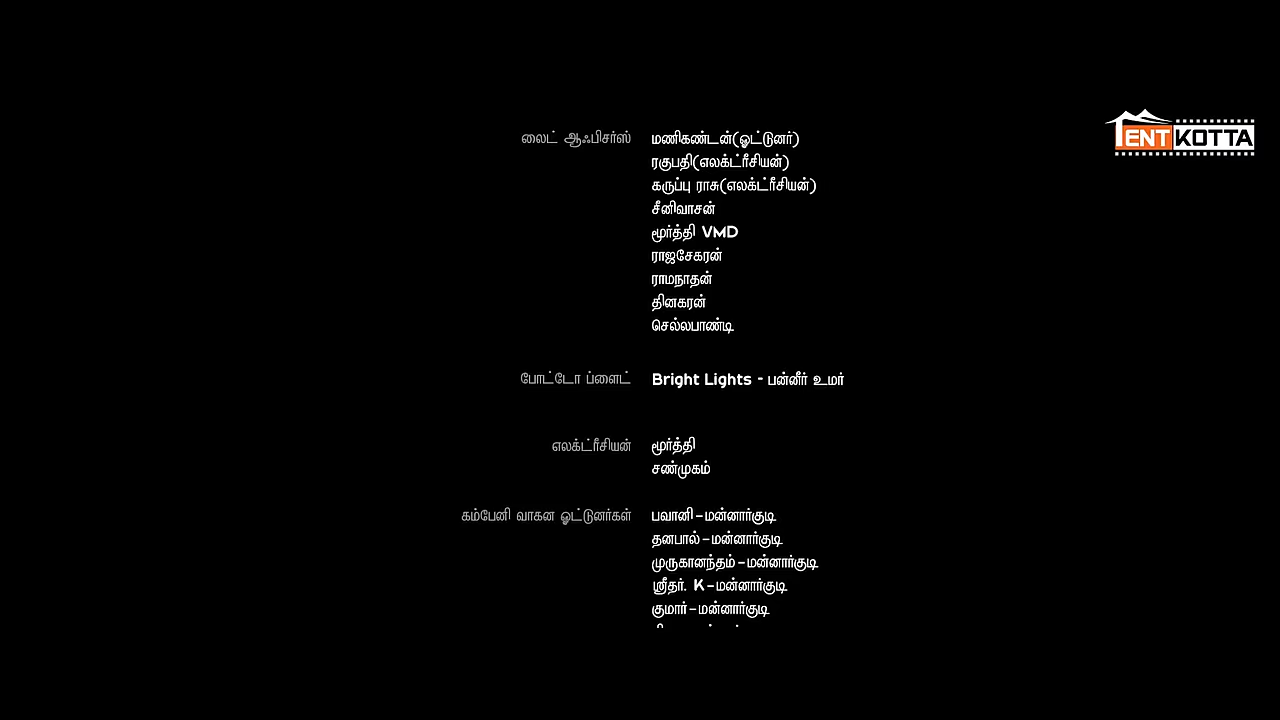 TENTKOTTA
லைட் ஆஃபிசர்ஸ் மணிகண்டன்(ஓட்டுனர்)
ரகுபதி(எலக்ட்ரீசியன்)
கருப்பு ராசு(எலக்ட்ரீசியன்)
சீனிவாசன்
மூர்த்தி VMD
ராஜசேகரன்
ராமநாதன்
தினகரன்
செல்லபாண்டி
போட்டோ ப்ளைட் Bright Lights - பன்னீர் உமர்
எலக்ட்ரீசியன் மூர்த்தி
சண்முகம்
கம்பேனி வாகன ஓட்டுனர்கள் பவானி-மன்னார்குடி
தனபால்-மன்னார்குடி
முருகானந்தம்-மன்னார்குடி
ஸ்ரீதர். K-மன்னார்குடி
குமார்-மன்னார்குடி